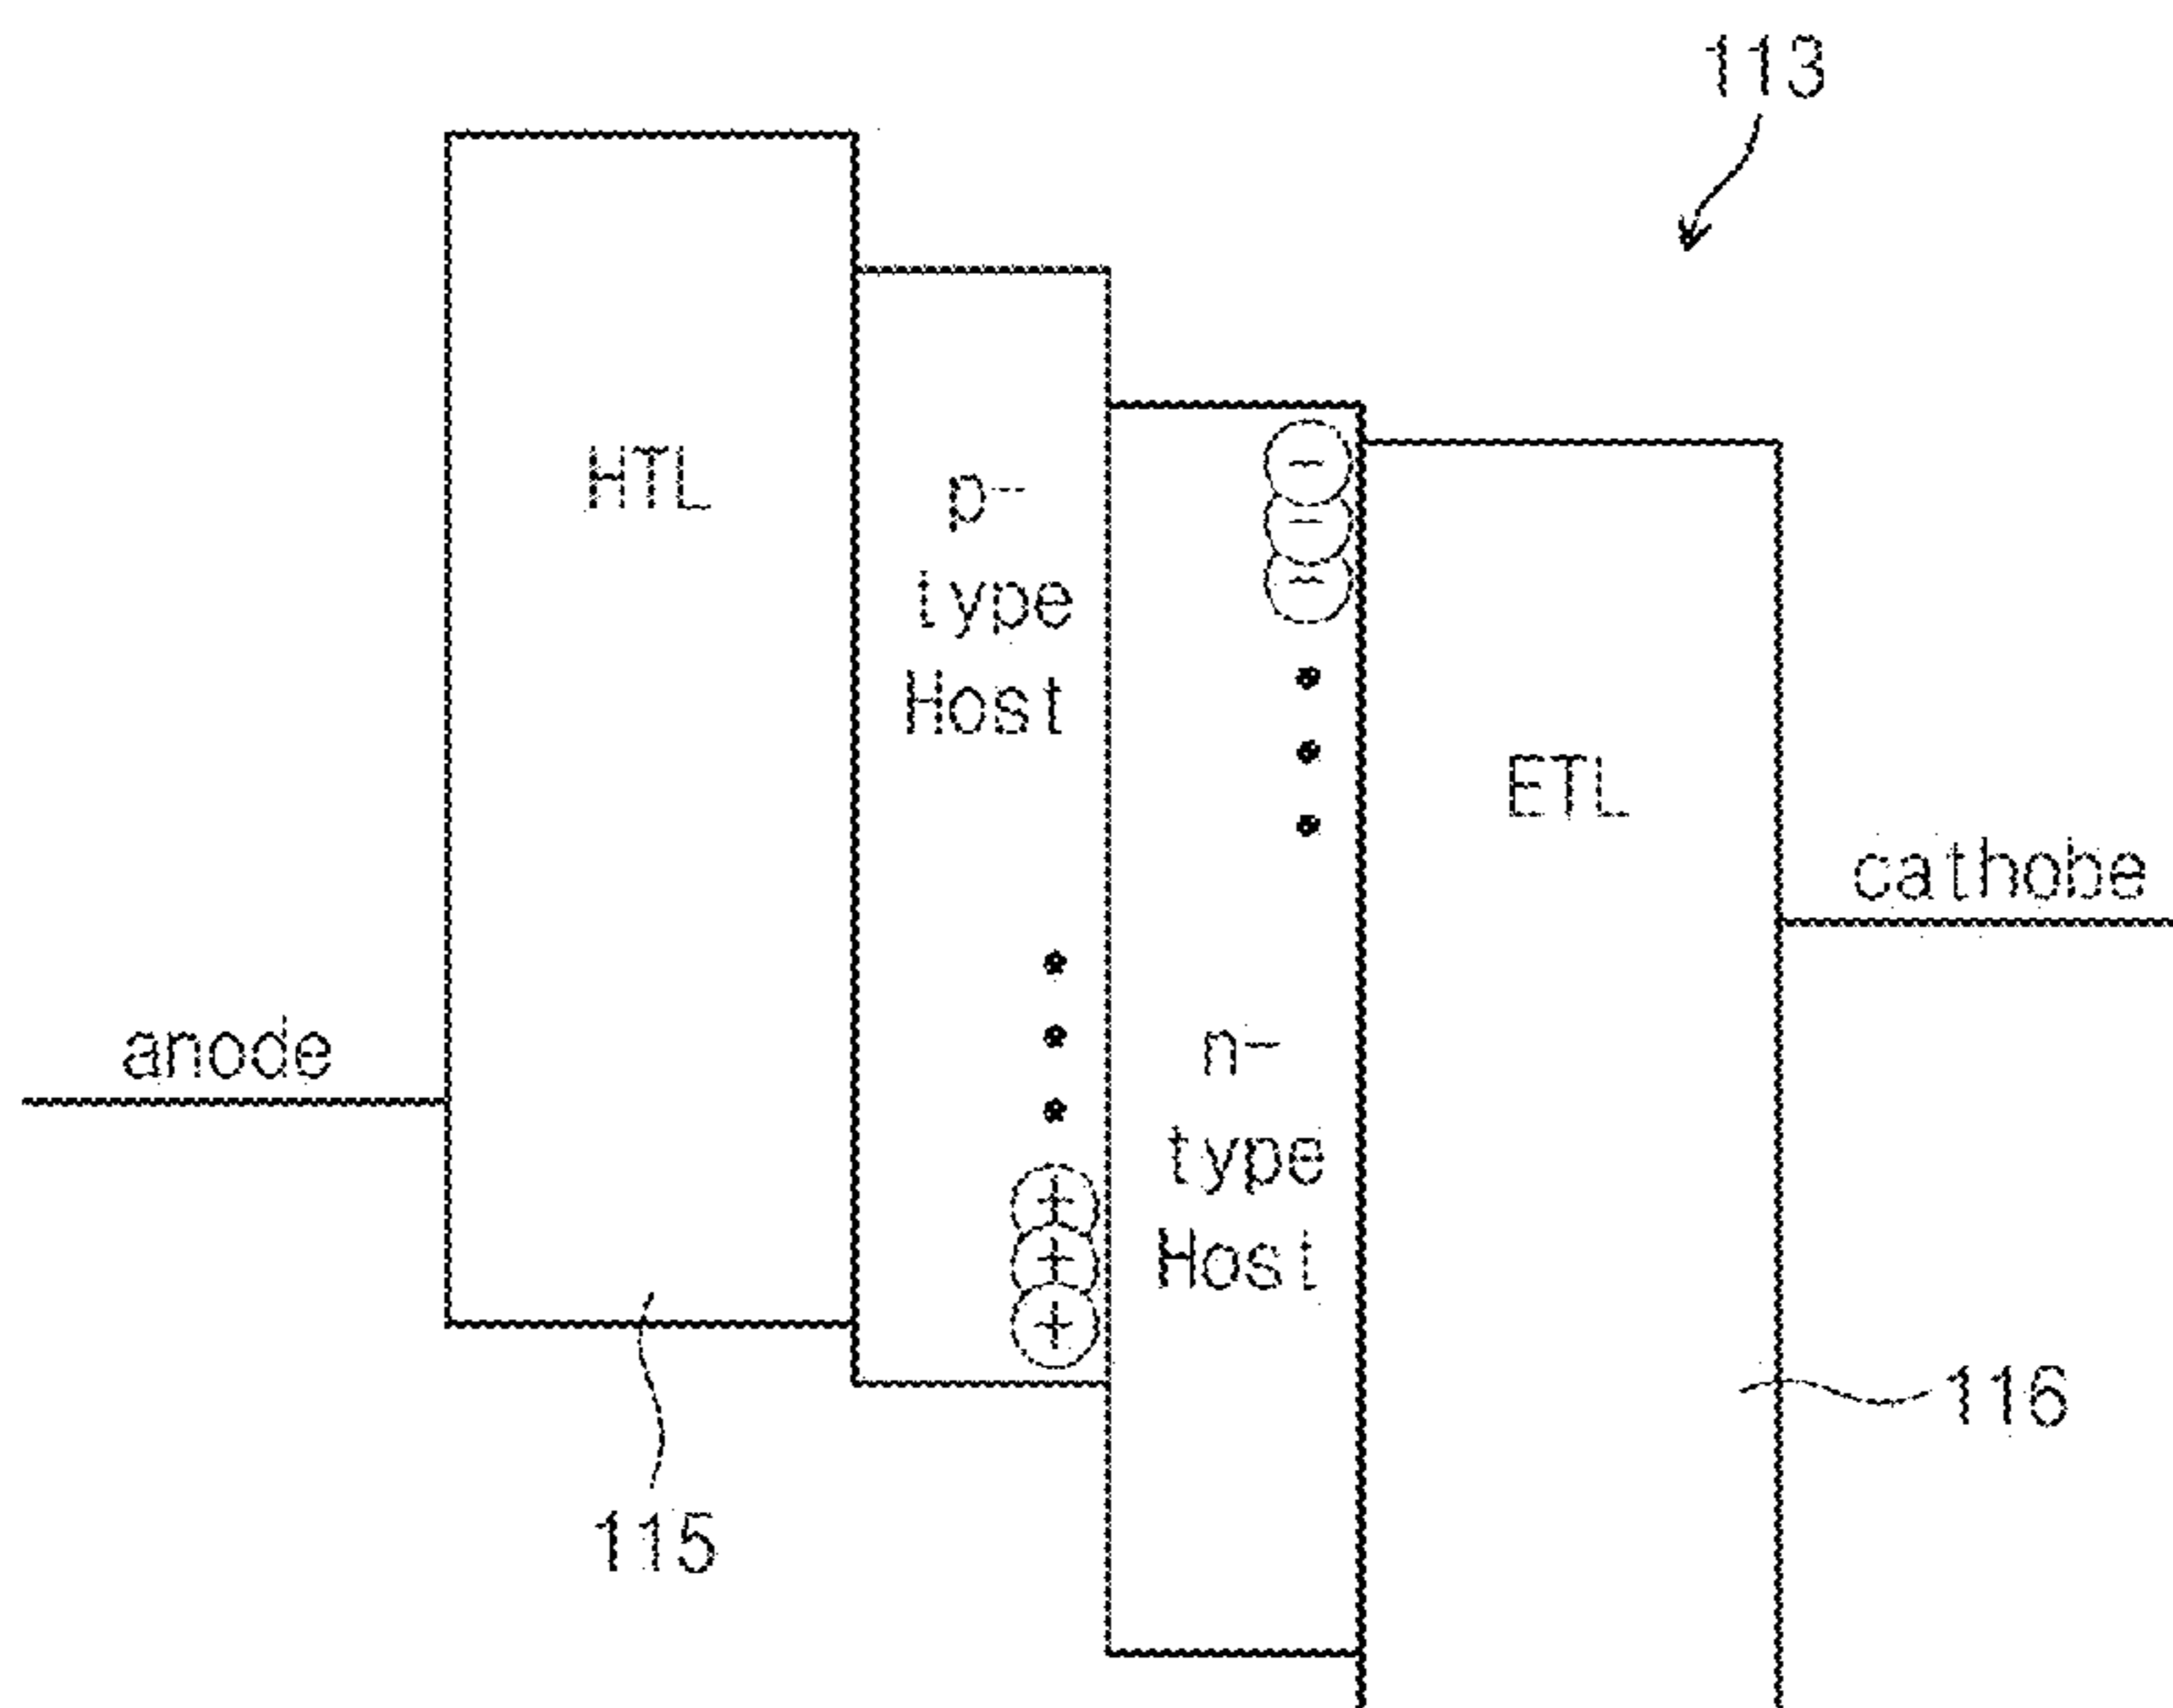 113
HTL
p-
type
Host
ETL
cathobe
anode
n-
type
Host
116
115